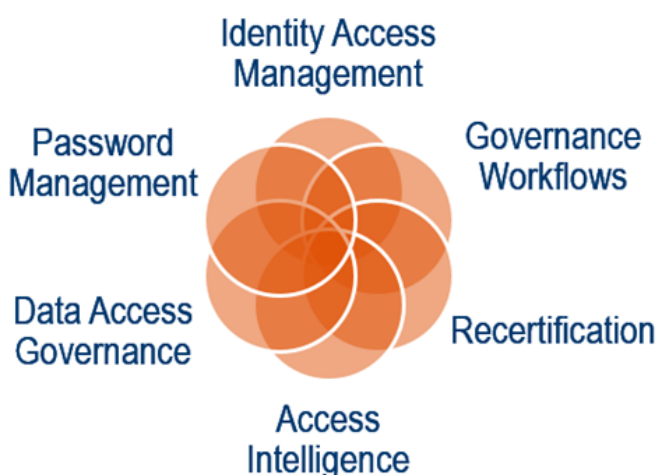 Identity Access
Management
Governance
Workflows
Recertification
Access
Intelligence
Data Access
Governance
Password
Management